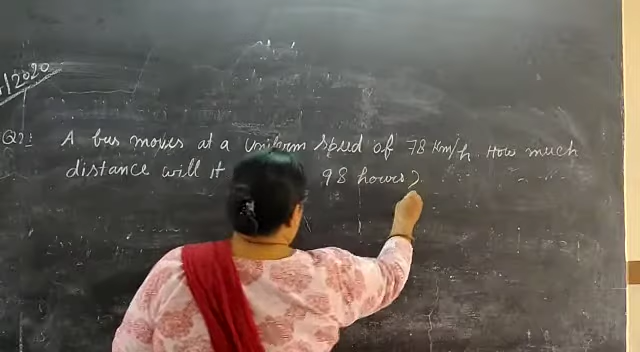 /2020
Q2:  A bus moves at a uniform speed of 78 Km/h. How much
distance will it 98 hours?